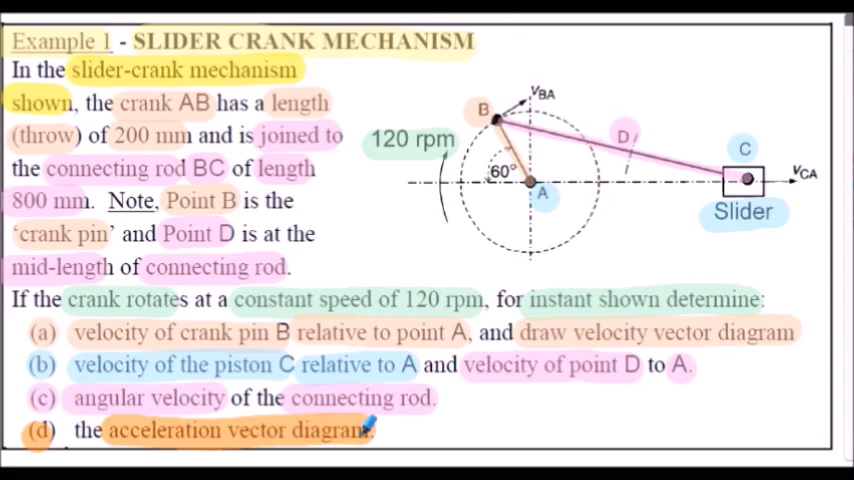 Example 1 - SLIDER CRANK MECHANISM
In the slider-crank mechanism
shown, the crank AB has a length
(throw) of 200 mm and is joined to
the connecting rod BC of length
800 mm. Note, Point B is the
‘crank pin’ and Point D is at the
mid-length of connecting rod.
B
VBA
120 rpm
D
C
60°
A
VCA
Slider
If the crank rotates at a constant speed of 120 rpm, for instant shown determine:
(a) velocity of crank pin B relative to point A, and draw velocity vector diagram
(b) velocity of the piston C relative to A and velocity of point D to A.
(c) angular velocity of the connecting rod.
(d) the acceleration vector diagram.